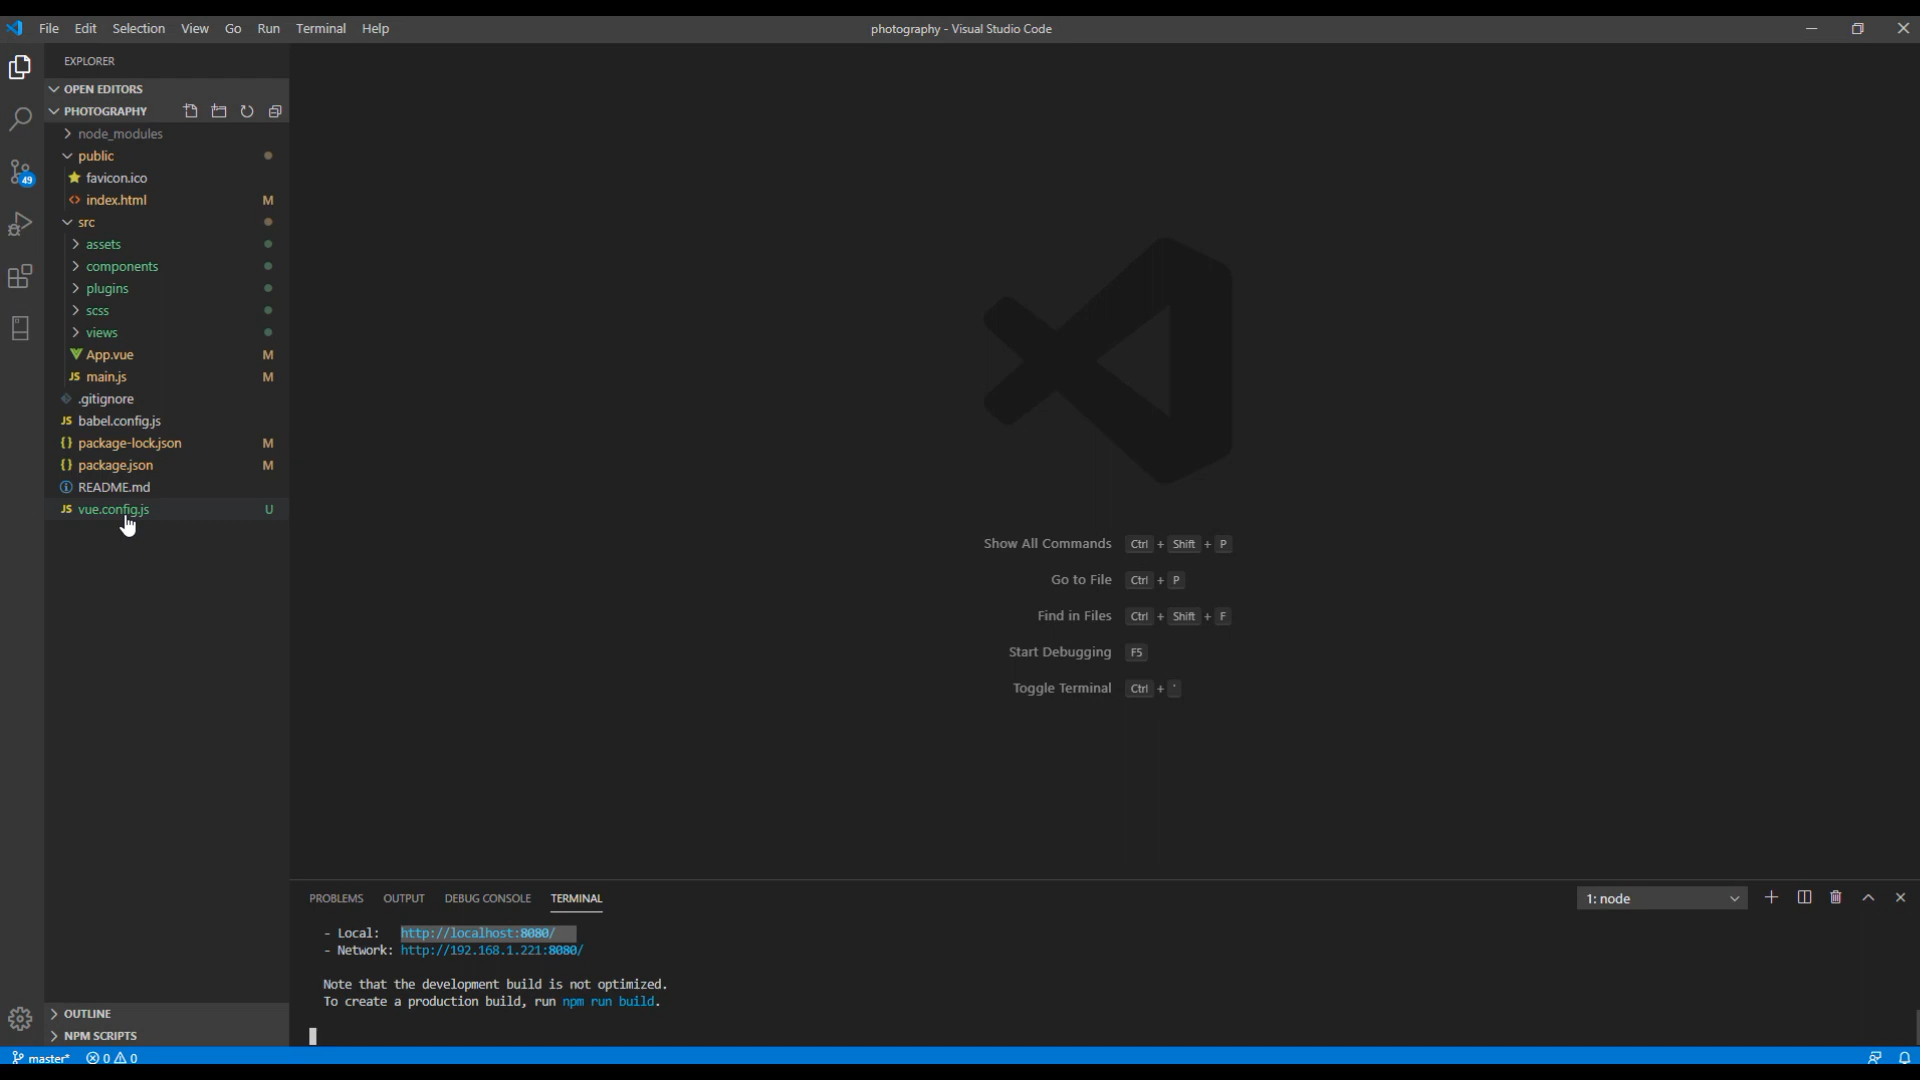 File Edit Selection View Go Run Terminal Help
photography - Visual Studio Code
EXPLORER
OPEN EDITORS
PHOTOGRAPHY
node_modules
public
favicon.ico
index.html M
src
assets
components
plugins
scss
views
App.vue M
JS main.js M
.gitignore
JS babel.config.js
{} package-lock.json M
{} package.json M
README.md
JS vue.config.js U
49
OUTLINE
NPM SCRIPTS
Show All Commands Ctrl + Shift + P
Go to File Ctrl + P
Find in Files Ctrl + Shift + F
Start Debugging F5
Toggle Terminal Ctrl + `
PROBLEMS OUTPUT DEBUG CONSOLE TERMINAL
1: node
- Local: http://localhost:8080/
- Network: http://192.168.1.221:8080/
Note that the development build is not optimized.
To create a production build, run npm run build.
master* 0 0